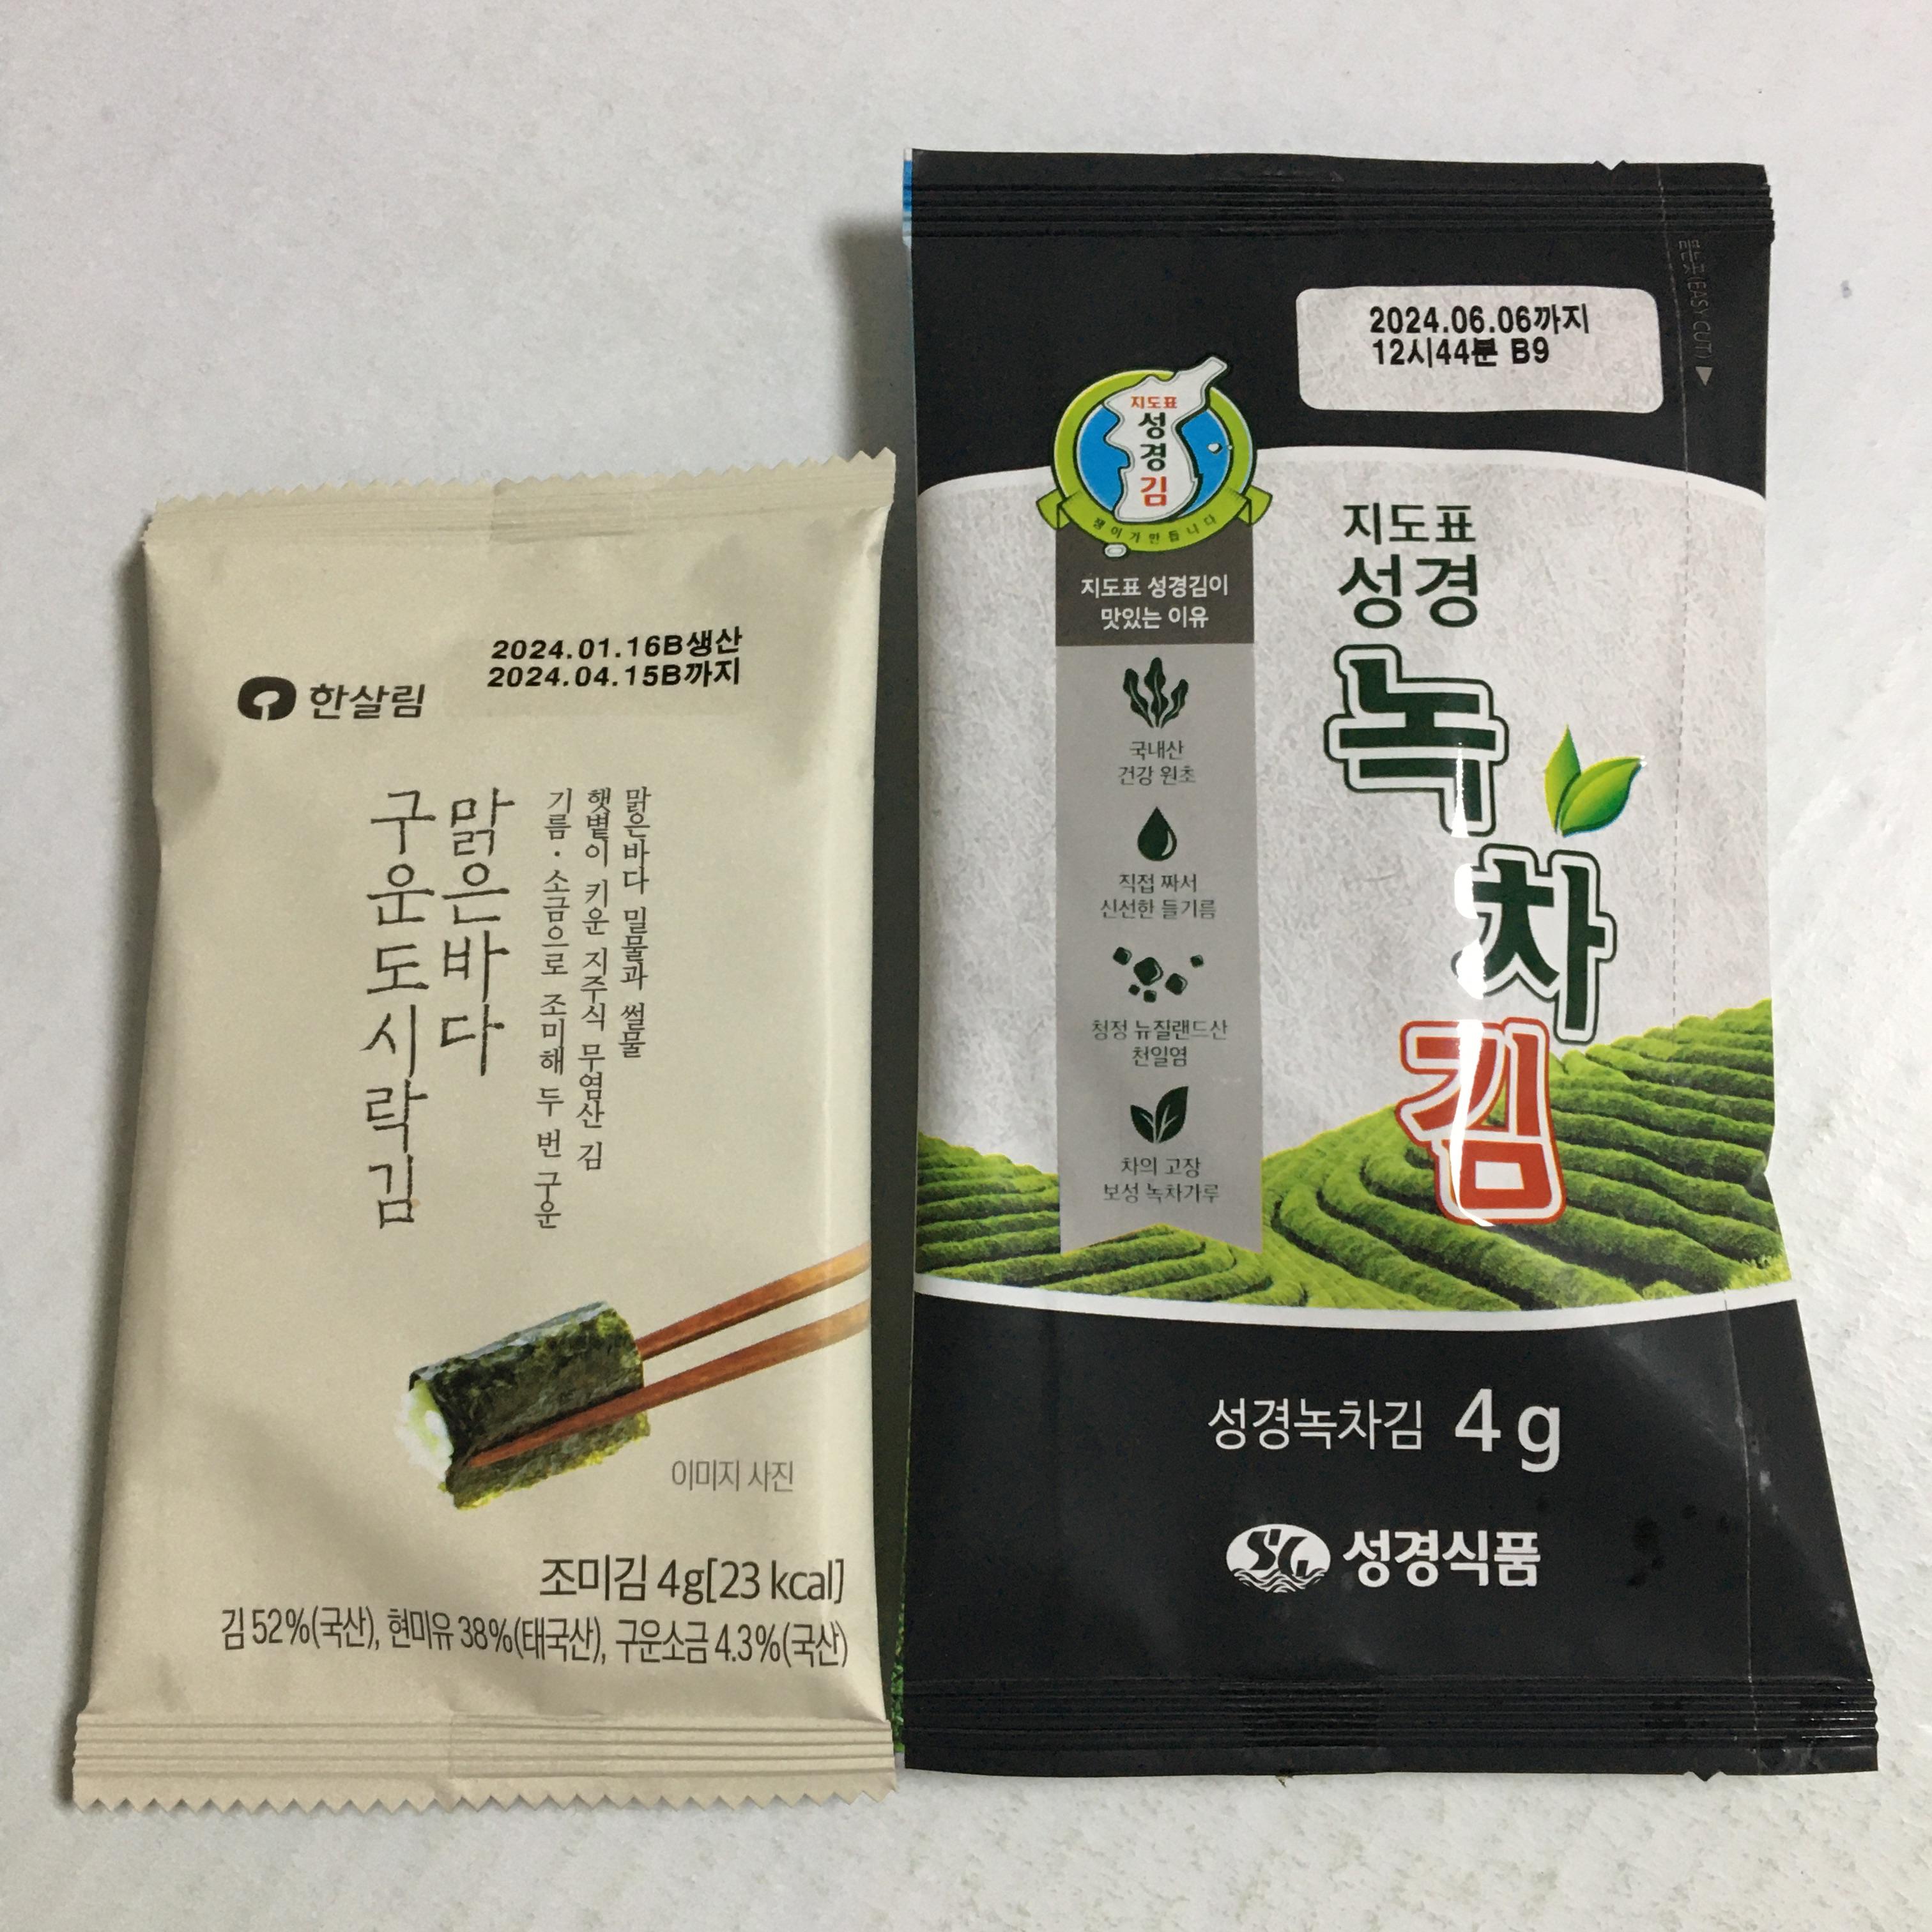 2024.01.16B생산
2024.04.15B까지
한살림
맑은바다
구운도시락김
맑은바다 밀물과 썰물
햇볕이 키운 지주식 무염산 김
기름·소금으로 조미해 두 번 구운
이미지 사진
조미김 4g[23 kcal]
김 52%(국산), 현미유 38%(태국산), 구운소금 4.3%(국산)
2024.06.06까지
12시44분 B9
(EASY CUT)
지도표
성
경
김
쟁이가 만듭니다
지도표 성경김이
맛있는 이유
국내산
건강 원초
직접 짜서
신선한 들기름
청정 뉴질랜드산
천일염
차의 고장
보성 녹차가루
지도표
성경
녹
차
김
성경녹차김 4g
성경식품